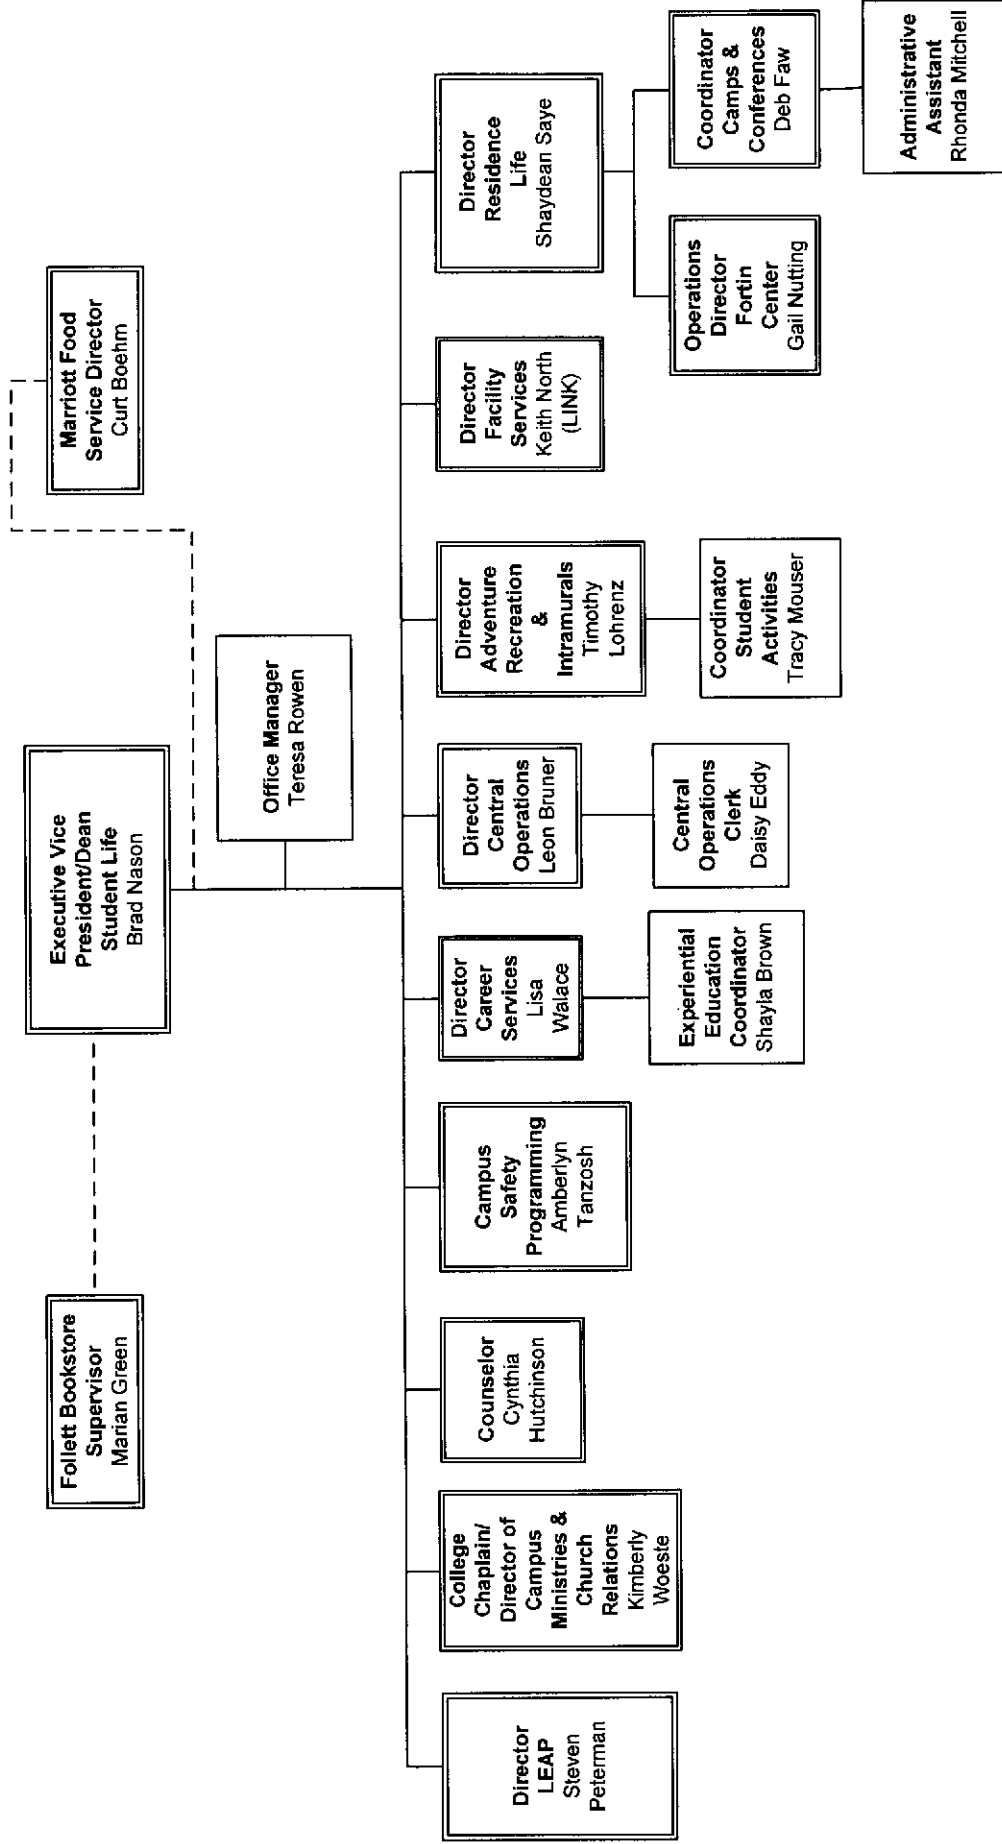 Executive Vice
President/Dean
Student Life
Brad Nason
Follett Bookstore
Supervisor
Marian Green
Marriott Food
Service Director
Curt Boehm
Office Manager
Teresa Rowen
Director
LEAP
Steven
Peterman
College
Chaplain/
Director of
Campus
Ministries &
Church
Relations
Kimberly
Woeste
Counselor
Cynthia
Hutchinson
Campus
Safety
Programming
Amberlyn
Tanzosh
Director
Career
Services
Lisa
Walace
Director
Central
Operations
Leon Bruner
Director
Adventure
Recreation
&
Intramurals
Timothy
Lohrenz
Director
Facility
Services
Keith North
(LINK)
Director
Residence
Life
Shaydean Saye
Experiential
Education
Coordinator
Shayla Brown
Central
Operations
Clerk
Daisy Eddy
Coordinator
Student
Activities
Tracy Mouser
Operations
Director
Fortin
Center
Gail Nutting
Coordinator
Camps &
Conferences
Deb Faw
Administrative
Assistant
Rhonda Mitchell